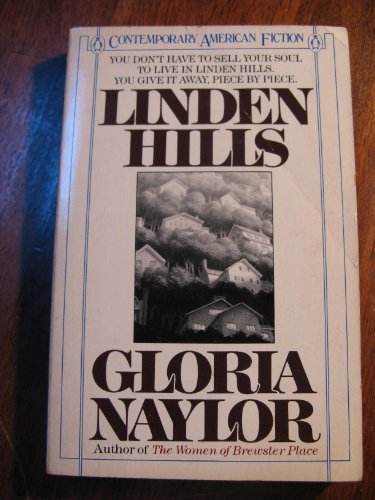 CONTEMPORARY AMERICAN FICTION
YOU DON'T HAVE TO SELL YOUR SOUL
TO LIVE IN LINDEN HILLS.
YOU GIVE IT AWAY, PIECE BY PIECE.
LINDEN
HILLS
GLORIA
NAYLOR
Author of The Women of Brewster Place